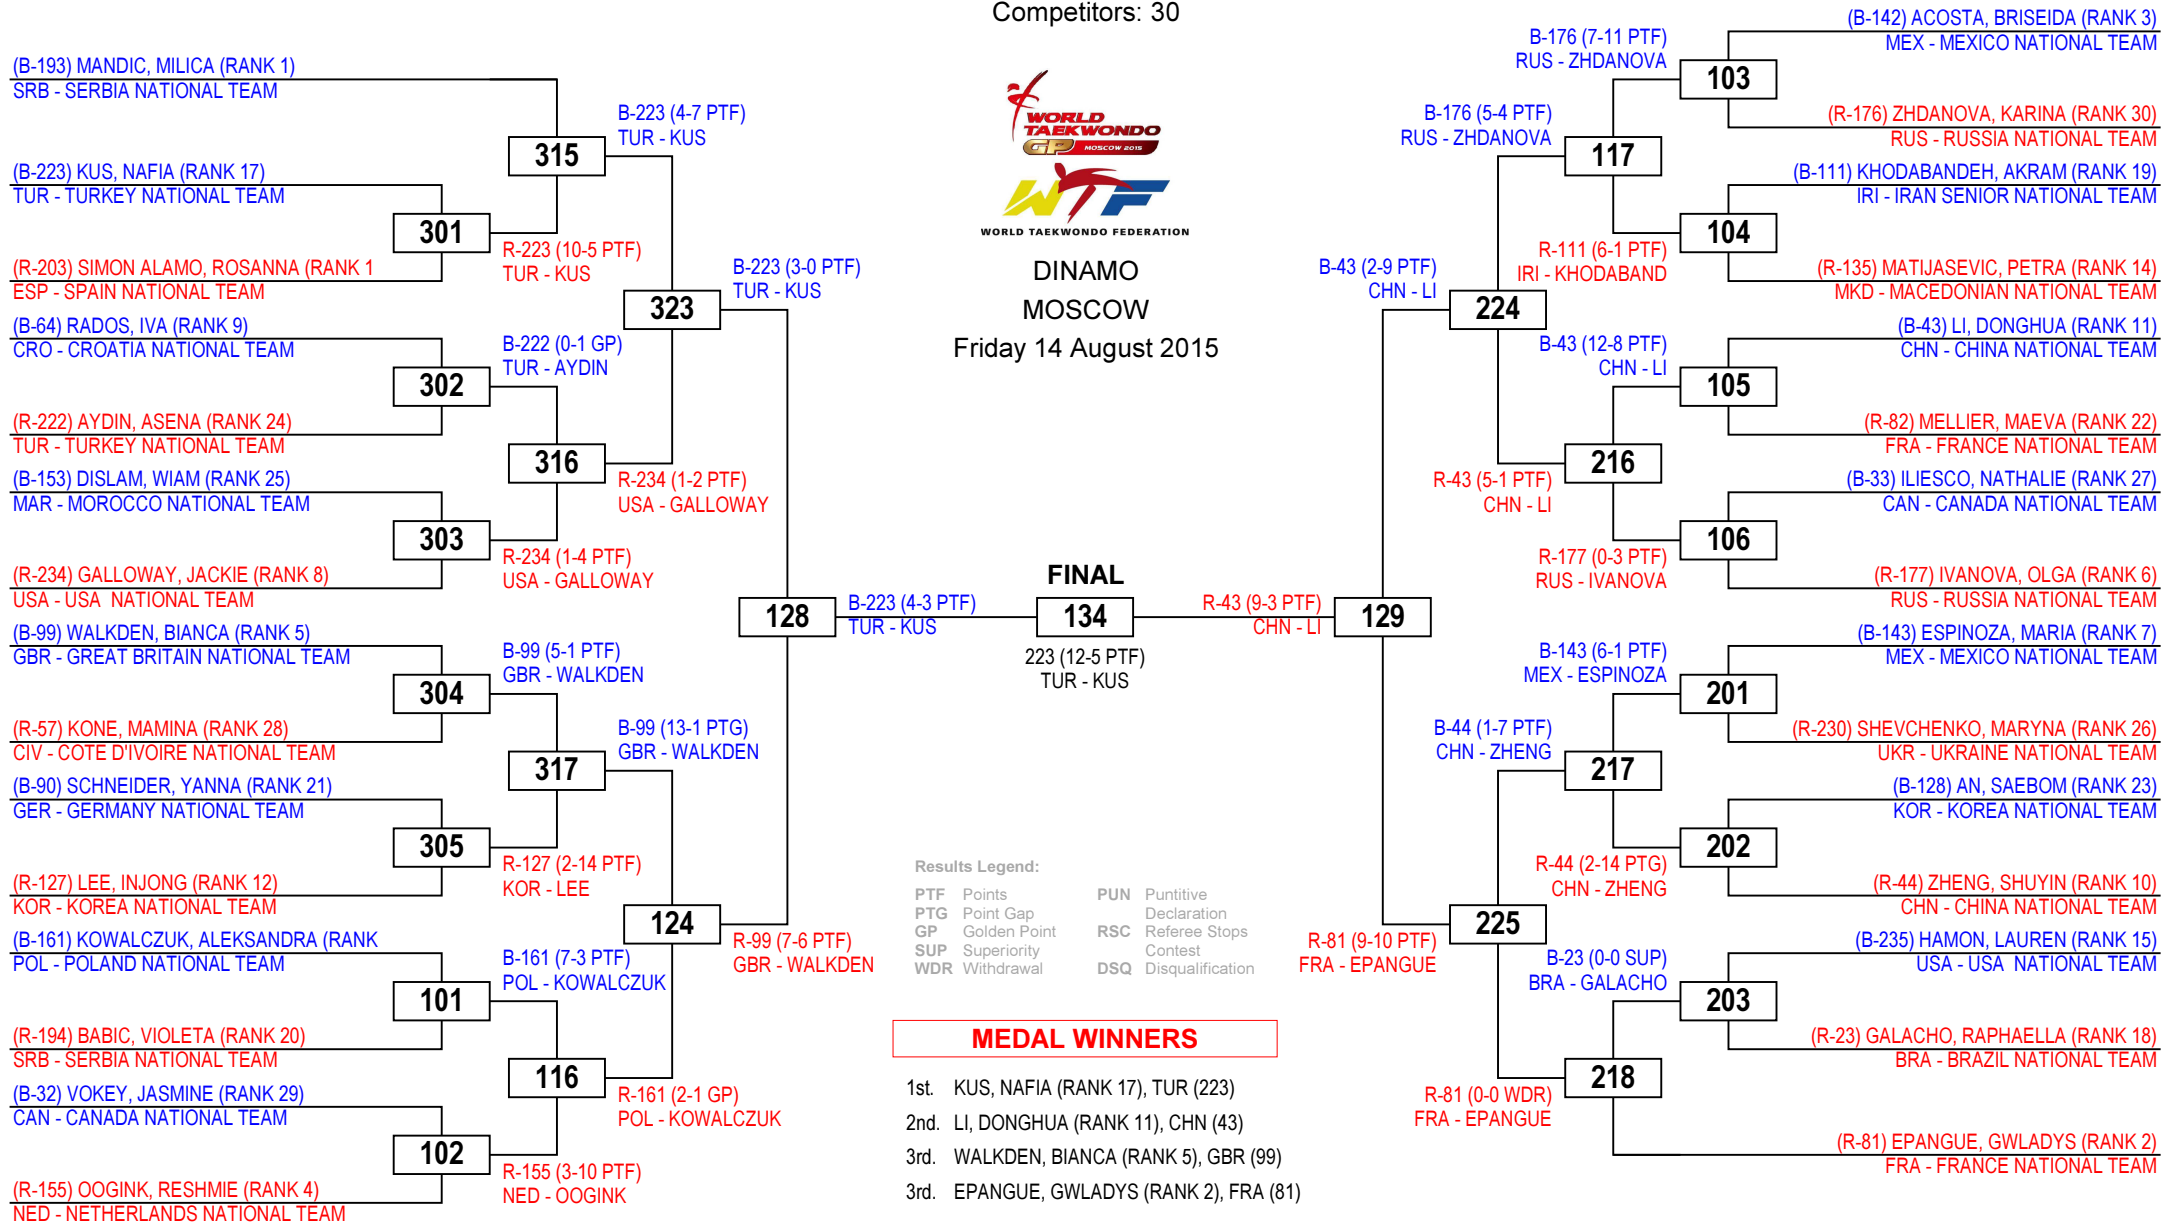 Competitors: 30
WORLD
TAEKWONDO
GP MOSCOW 2015
WTF
WORLD TAEKWONDO FEDERATION
DINAMO
MOSCOW
Friday 14 August 2015
(B-193) MANDIC, MILICA (RANK 1)
SRB - SERBIA NATIONAL TEAM
(B-223) KUS, NAFIA (RANK 17)
TUR - TURKEY NATIONAL TEAM
(R-203) SIMON ALAMO, ROSANNA (RANK 1
ESP - SPAIN NATIONAL TEAM
(B-64) RADOS, IVA (RANK 9)
CRO - CROATIA NATIONAL TEAM
(R-222) AYDIN, ASENA (RANK 24)
TUR - TURKEY NATIONAL TEAM
(B-153) DISLAM, WIAM (RANK 25)
MAR - MOROCCO NATIONAL TEAM
(R-234) GALLOWAY, JACKIE (RANK 8)
USA - USA NATIONAL TEAM
(B-99) WALKDEN, BIANCA (RANK 5)
GBR - GREAT BRITAIN NATIONAL TEAM
(R-57) KONE, MAMINA (RANK 28)
CIV - COTE D'IVOIRE NATIONAL TEAM
(B-90) SCHNEIDER, YANNA (RANK 21)
GER - GERMANY NATIONAL TEAM
(R-127) LEE, INJONG (RANK 12)
KOR - KOREA NATIONAL TEAM
(B-161) KOWALCZUK, ALEKSANDRA (RANK
POL - POLAND NATIONAL TEAM
(R-194) BABIC, VIOLETA (RANK 20)
SRB - SERBIA NATIONAL TEAM
(B-32) VOKEY, JASMINE (RANK 29)
CAN - CANADA NATIONAL TEAM
(R-155) OOGINK, RESHMIE (RANK 4)
NED - NETHERLANDS NATIONAL TEAM
301
302
303
304
305
101
102
R-223 (10-5 PTF)
TUR - KUS
B-222 (0-1 GP)
TUR - AYDIN
R-234 (1-4 PTF)
USA - GALLOWAY
B-99 (5-1 PTF)
GBR - WALKDEN
R-127 (2-14 PTF)
KOR - LEE
B-161 (7-3 PTF)
POL - KOWALCZUK
R-155 (3-10 PTF)
NED - OOGINK
315
316
317
116
B-223 (4-7 PTF)
TUR - KUS
R-234 (1-2 PTF)
USA - GALLOWAY
B-99 (13-1 PTG)
GBR - WALKDEN
R-161 (2-1 GP)
POL - KOWALCZUK
323
124
B-223 (3-0 PTF)
TUR - KUS
R-99 (7-6 PTF)
GBR - WALKDEN
128
B-223 (4-3 PTF)
TUR - KUS
FINAL
134
223 (12-5 PTF)
TUR - KUS
R-43 (9-3 PTF)
CHN - LI
129
B-43 (2-9 PTF)
CHN - LI
R-81 (9-10 PTF)
FRA - EPANGUE
224
225
B-176 (5-4 PTF)
RUS - ZHDANOVA
R-43 (5-1 PTF)
CHN - LI
B-44 (1-7 PTF)
CHN - ZHENG
R-81 (0-0 WDR)
FRA - EPANGUE
117
216
217
218
B-176 (7-11 PTF)
RUS - ZHDANOVA
R-111 (6-1 PTF)
IRI - KHODABAND
B-43 (12-8 PTF)
CHN - LI
R-177 (0-3 PTF)
RUS - IVANOVA
B-143 (6-1 PTF)
MEX - ESPINOZA
R-44 (2-14 PTG)
CHN - ZHENG
B-23 (0-0 SUP)
BRA - GALACHO
103
104
105
106
201
202
203
(B-142) ACOSTA, BRISEIDA (RANK 3)
MEX - MEXICO NATIONAL TEAM
(R-176) ZHDANOVA, KARINA (RANK 30)
RUS - RUSSIA NATIONAL TEAM
(B-111) KHODABANDEH, AKRAM (RANK 19)
IRI - IRAN SENIOR NATIONAL TEAM
(R-135) MATIJASEVIC, PETRA (RANK 14)
MKD - MACEDONIAN NATIONAL TEAM
(B-43) LI, DONGHUA (RANK 11)
CHN - CHINA NATIONAL TEAM
(R-82) MELLIER, MAEVA (RANK 22)
FRA - FRANCE NATIONAL TEAM
(B-33) ILIESCO, NATHALIE (RANK 27)
CAN - CANADA NATIONAL TEAM
(R-177) IVANOVA, OLGA (RANK 6)
RUS - RUSSIA NATIONAL TEAM
(B-143) ESPINOZA, MARIA (RANK 7)
MEX - MEXICO NATIONAL TEAM
(R-230) SHEVCHENKO, MARYNA (RANK 26)
UKR - UKRAINE NATIONAL TEAM
(B-128) AN, SAEBOM (RANK 23)
KOR - KOREA NATIONAL TEAM
(R-44) ZHENG, SHUYIN (RANK 10)
CHN - CHINA NATIONAL TEAM
(B-235) HAMON, LAUREN (RANK 15)
USA - USA NATIONAL TEAM
(R-23) GALACHO, RAPHAELLA (RANK 18)
BRA - BRAZIL NATIONAL TEAM
(R-81) EPANGUE, GWLADYS (RANK 2)
FRA - FRANCE NATIONAL TEAM
Results Legend:
PTF Points PUN Puntitive
PTG Point Gap Declaration
GP Golden Point RSC Referee Stops
SUP Superiority Contest
WDR Withdrawal DSQ Disqualification
MEDAL WINNERS
1st. KUS, NAFIA (RANK 17), TUR (223)
2nd. LI, DONGHUA (RANK 11), CHN (43)
3rd. WALKDEN, BIANCA (RANK 5), GBR (99)
3rd. EPANGUE, GWLADYS (RANK 2), FRA (81)